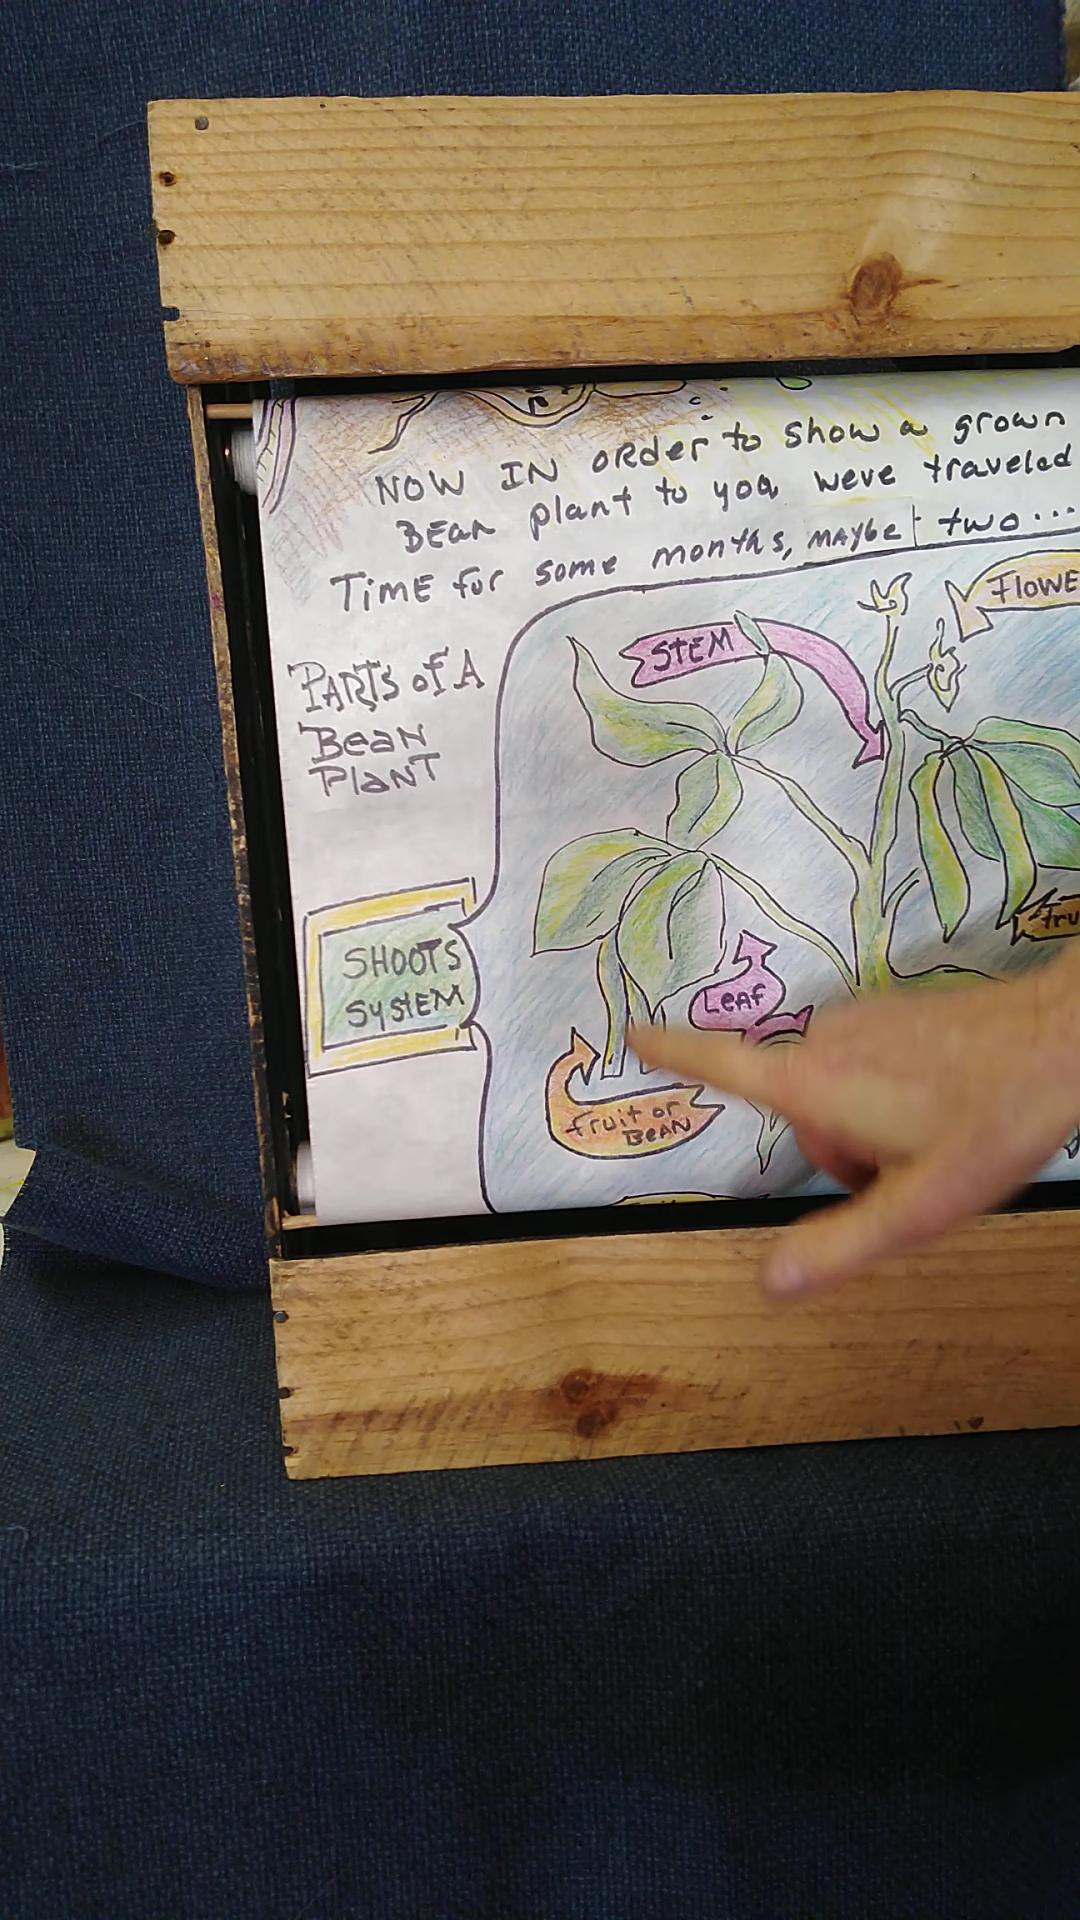 NOW IN ORder to show a grown
BEan plant to you weve traveled
TIME for some months, MAYBE two...
PARTS of A
Bean
PlANT
STEM
SHOOTS
SYSTEM
Leaf
fruit or
BeAN